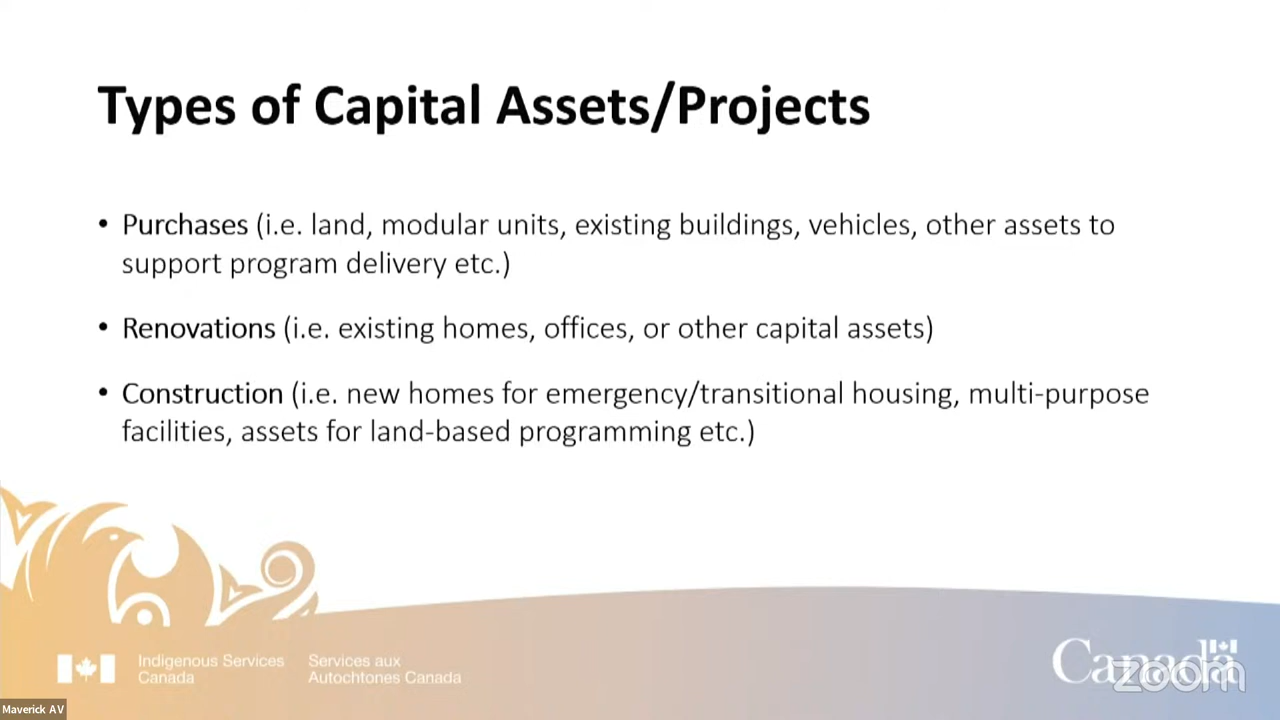 Types of Capital Assets/Projects
• Purchases (i.e. land, modular units, existing buildings, vehicles, other assets to
support program delivery etc.)
• Renovations (i.e. existing homes, offices, or other capital assets)
• Construction (i.e. new homes for emergency/transitional housing, multi-purpose
facilities, assets for land-based programming etc.)
Indigenous Services
Canada
Services aux
Autochtones Canada
Canada
zoom
Maverick AV